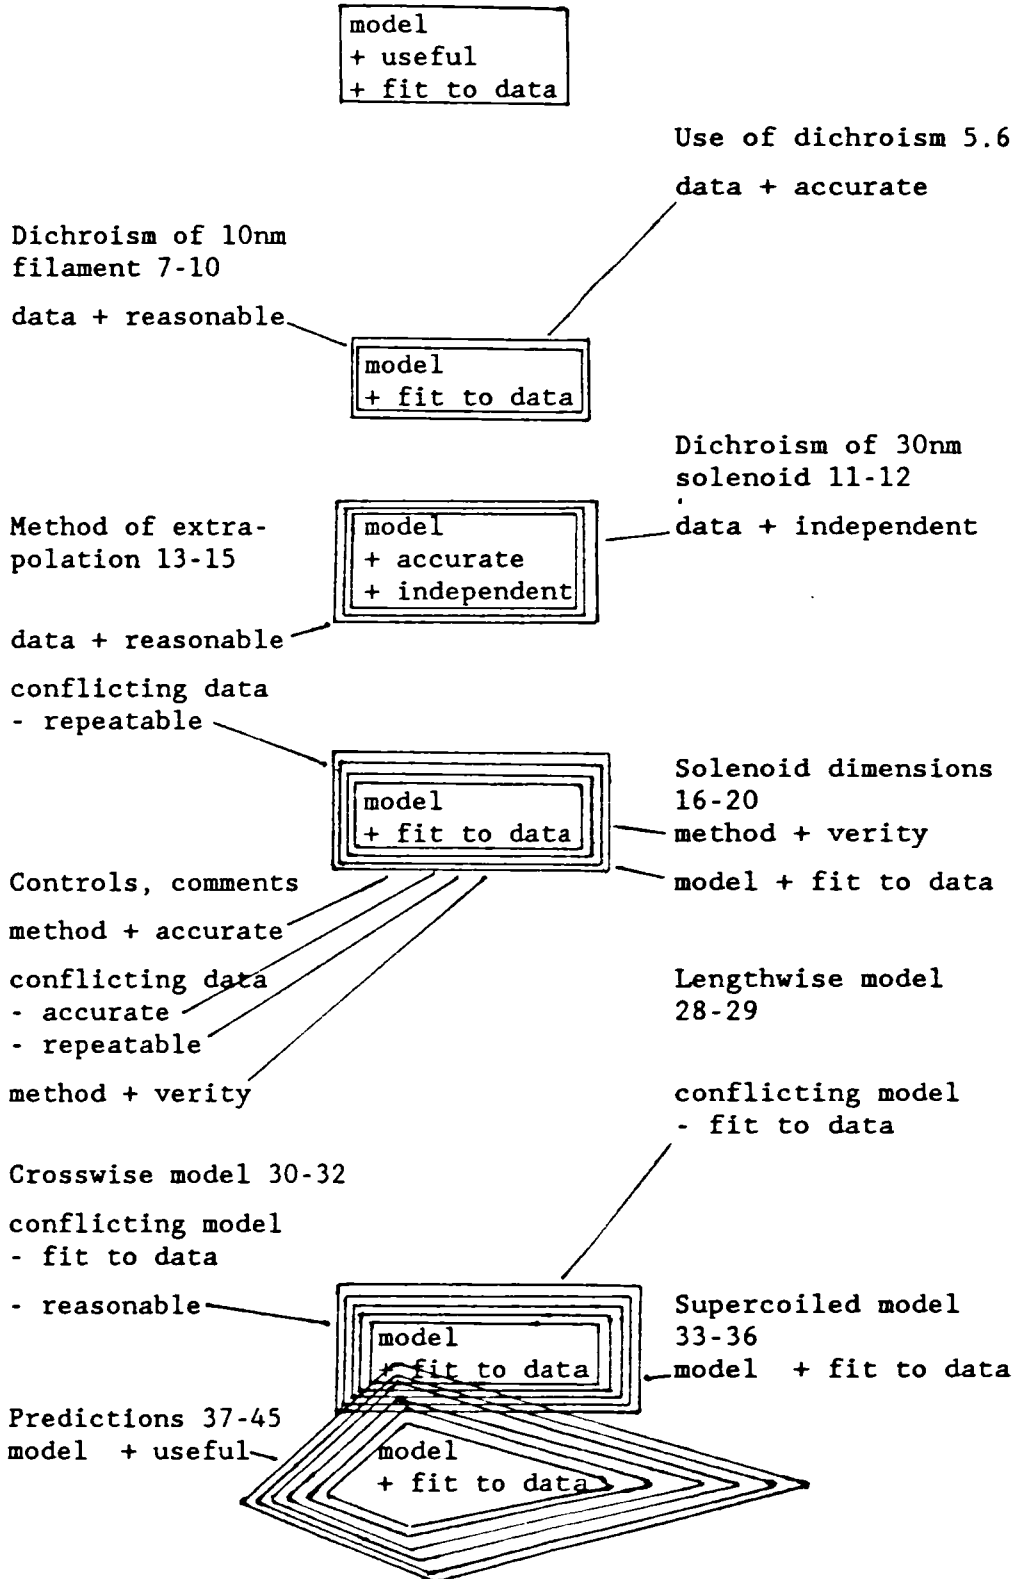 model
+ useful
+ fit to data
Use of dichroism 5.6
data + accurate
Dichroism of 10nm
filament 7-10
data + reasonable
model
+ fit to data
Dichroism of 30nm
solenoid 11-12
data + independent
Method of extra-
polation 13-15
model
+ accurate
+ independent
data + reasonable
conflicting data
- repeatable
model
+ fit to data
Solenoid dimensions
16-20
method + verity
model + fit to data
Controls, comments
method + accurate
conflicting data
- accurate
- repeatable
method + verity
Lengthwise model
28-29
conflicting model
- fit to data
Crosswise model 30-32
conflicting model
- fit to data
- reasonable
model
+ fit to data
Supercoiled model
33-36
model + fit to data
Predictions 37-45
model + useful
model
+ fit to data